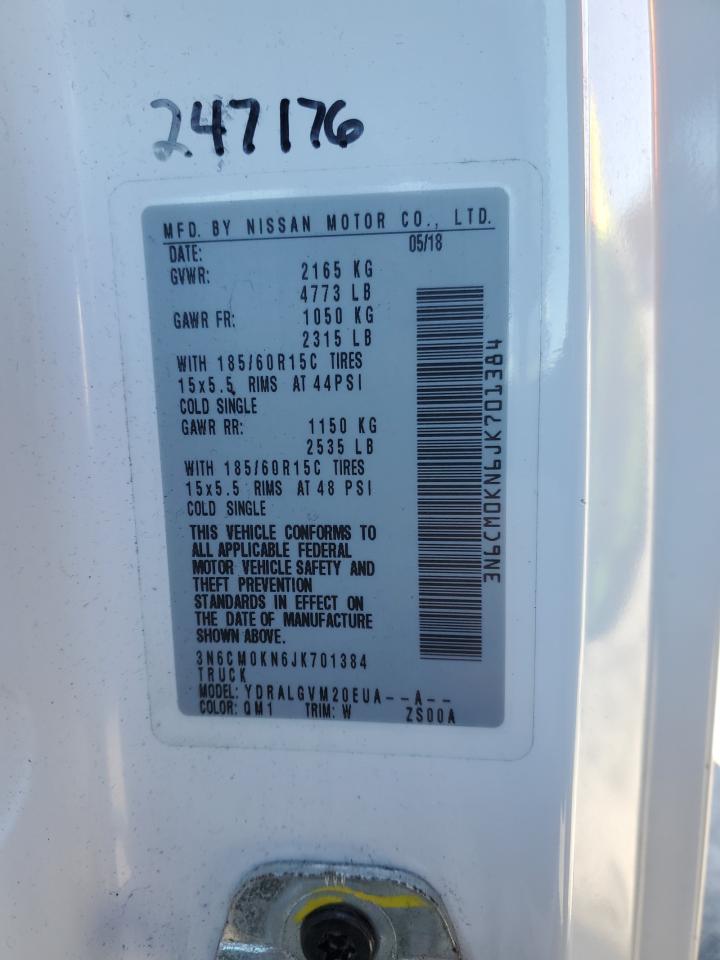 247176
MFD. BY NISSAN MOTOR CO., LTD.
DATE: 05/18
GVWR: 2165 KG
4773 LB
GAWR FR: 1050 KG
2315 LB
WITH 185/60R15C TIRES
15x5.5 RIMS AT 44PSI
COLD SINGLE
GAWR RR: 1150 KG
2535 LB
WITH 185/60R15C TIRES
15x5.5 RIMS AT 48 PSI
COLD SINGLE
THIS VEHICLE CONFORMS TO
ALL APPLICABLE FEDERAL
MOTOR VEHICLE SAFETY AND
THEFT PREVENTION
STANDARDS IN EFFECT ON
THE DATE OF MANUFACTURE
SHOWN ABOVE.
3N6CM0KN6JK701384
TRUCK
MODEL: YDRALGVM20EUA--A--
COLOR: QM1 TRIM: W ZS00A
3N6CM0KN6JK701384